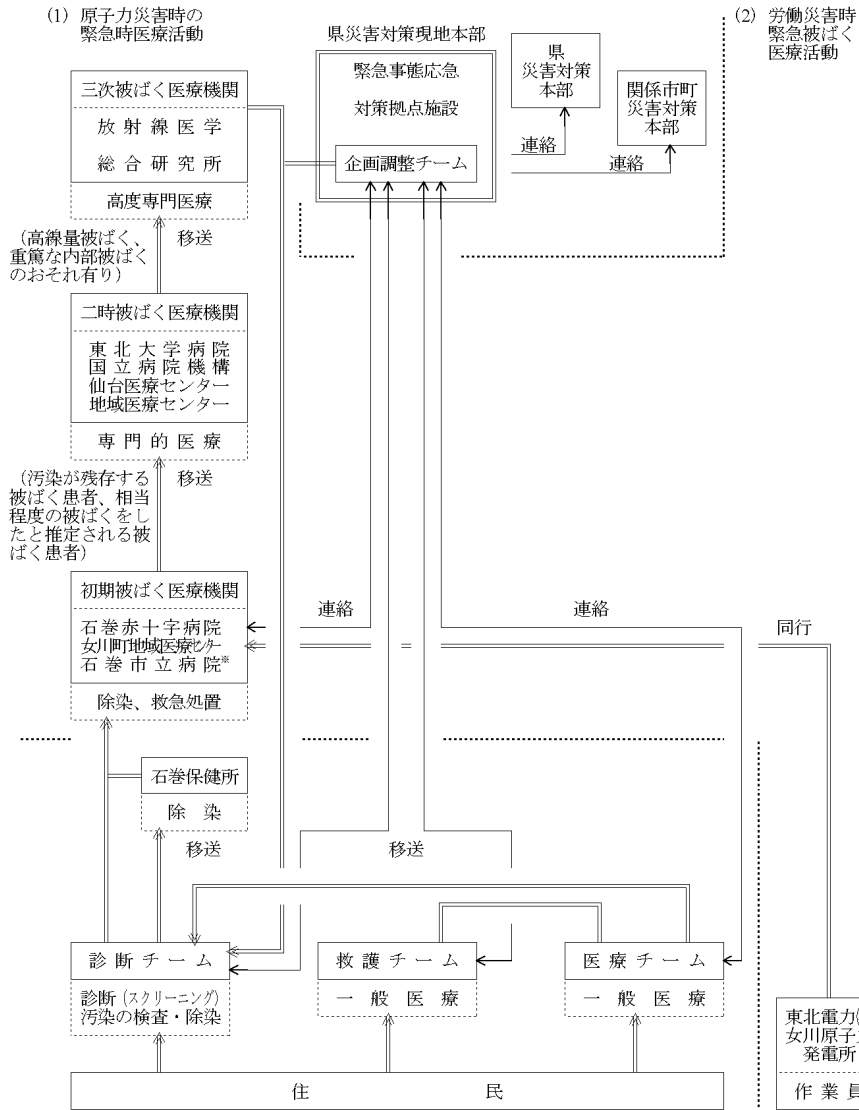 (1) 原子力災害時の
緊急時医療活動
県災害対策現地本部
緊急事態応急
対策拠点施設
企画調整チーム
県
災害対策
本部
関係市町
災害対策
本部
連絡
連絡
(2) 労働災害時
緊急被ばく
医療活動
三次被ばく医療機関
放射線医学
総合研究所
高度専門医療
(高線量被ばく、
重篤な内部被ばく
のおそれ有り)
移送
二時被ばく医療機関
東北大学病院
国立病院機構
仙台医療センター
地域医療センター
専門的医療
(汚染が残存する
被ばく患者、相当
程度の被ばくをし
たと推定される被
ばく患者)
移送
初期被ばく医療機関
石巻赤十字病院
女川町地域医療センター
石巻市立病院※
除染、救急処置
連絡
連絡
同行
石巻保健所
除染
移送
移送
診断チーム
診断(スクリーニング)
汚染の検査・除染
救護チーム
一般医療
医療チーム
一般医療
住民
東北電力
女川原子
発電所
作業員